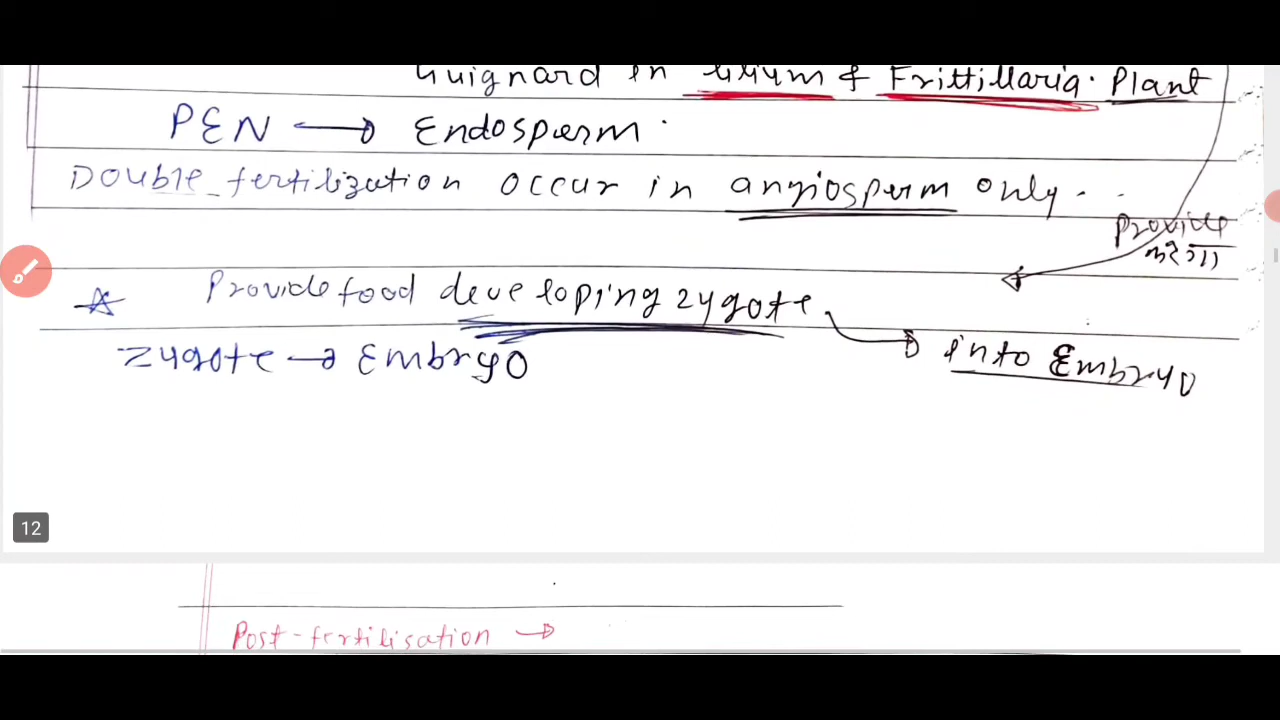 Guignard in Lilium & Frittillaria. Plant
PEN → Endosperm.
Double fertilization occur in angiosperm only.
Provide
करेगा
☆ Provide food developing zygote
into Embryo
zygote → Embryo
12
Post-fertilisation →